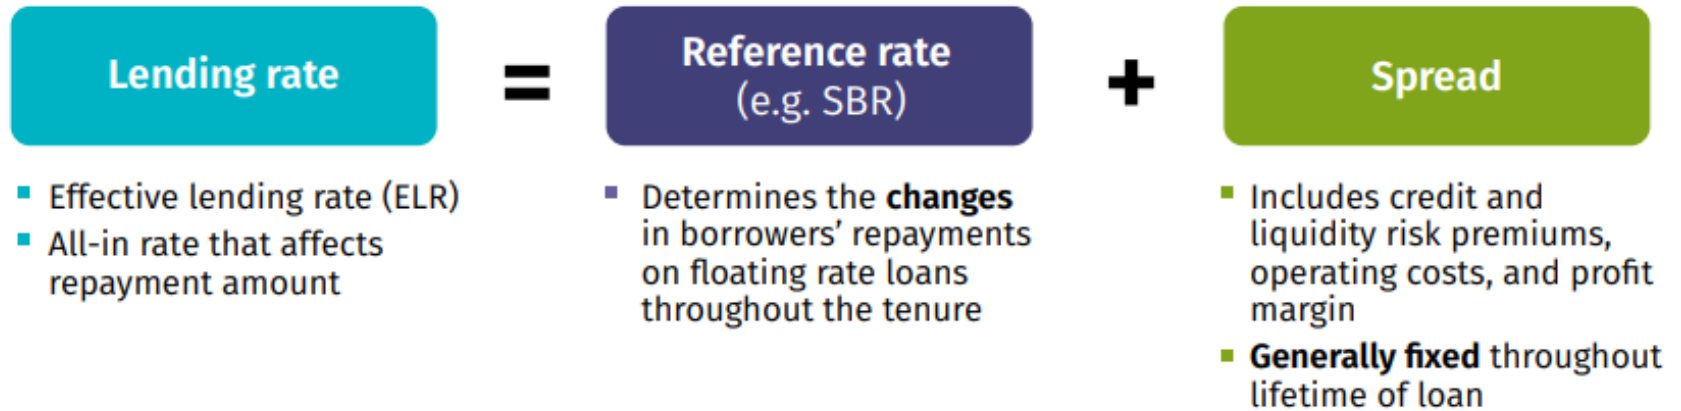 Lending rate
=
Reference rate
(e.g. SBR)
+
Spread
▪ Effective lending rate (ELR)
▪ All-in rate that affects
repayment amount
▪ Determines the changes
in borrowers’ repayments
on floating rate loans
throughout the tenure
▪ Includes credit and
liquidity risk premiums,
operating costs, and profit
margin
▪ Generally fixed throughout
lifetime of loan